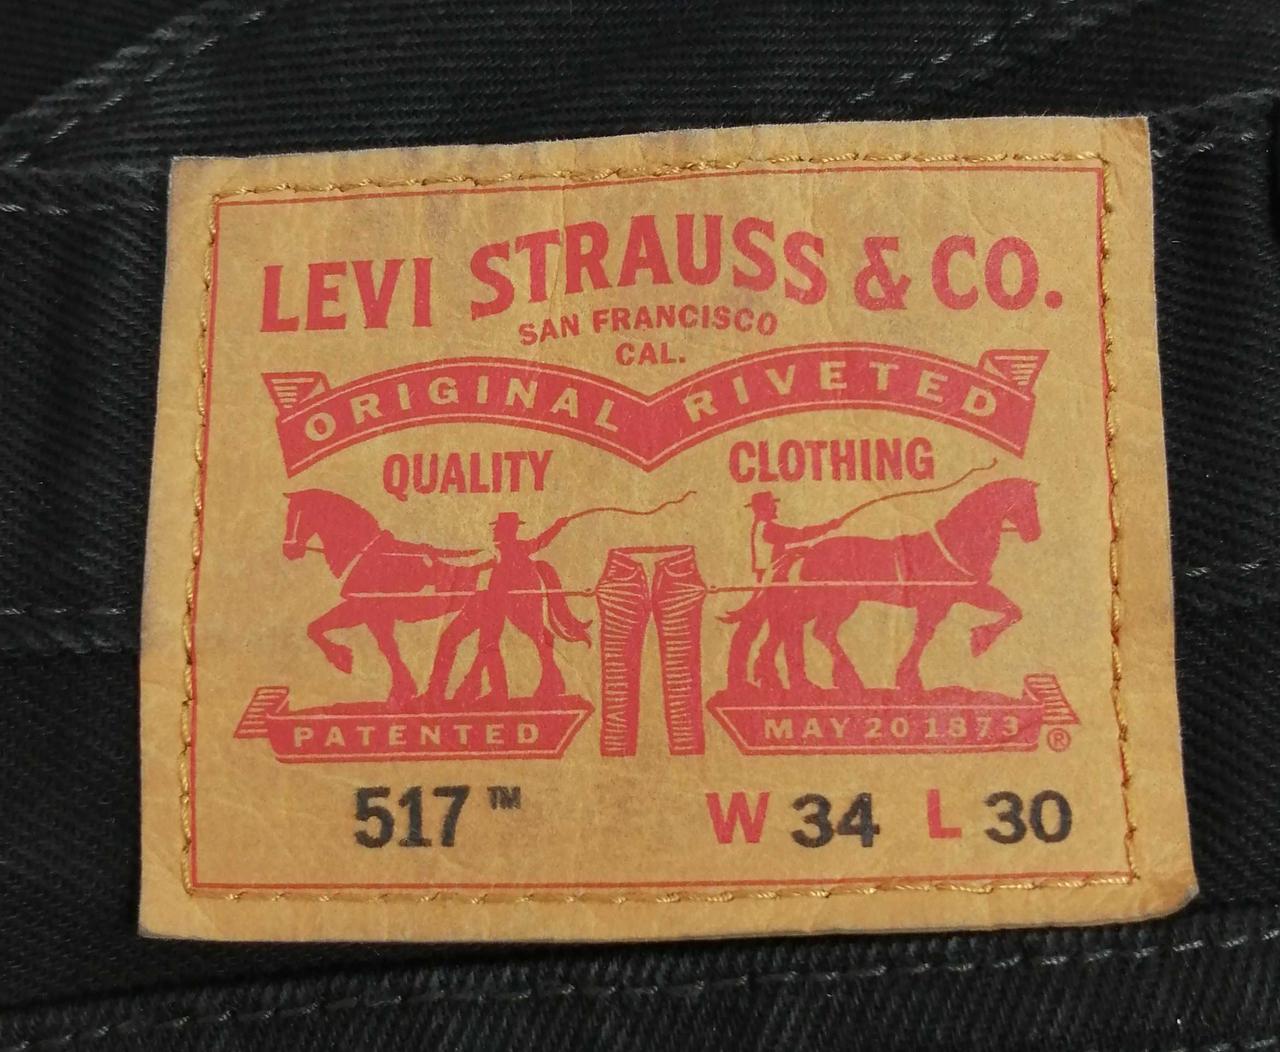 LEVI STRAUSS & CO.
SAN FRANCISCO
CAL.
ORIGINAL RIVETED
QUALITY CLOTHING
PATENTED MAY 20 1873 ®
517™ W 34 L 30